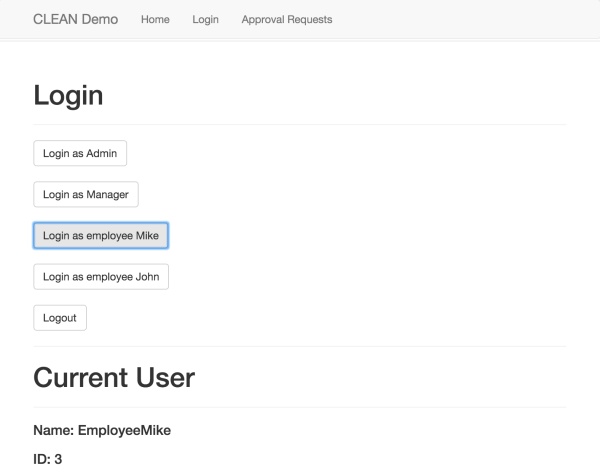 CLEAN Demo Home Login Approval Requests
Login
Login as Admin
Login as Manager
Login as employee Mike
Login as employee John
Logout
Current User
Name: EmployeeMike
ID: 3